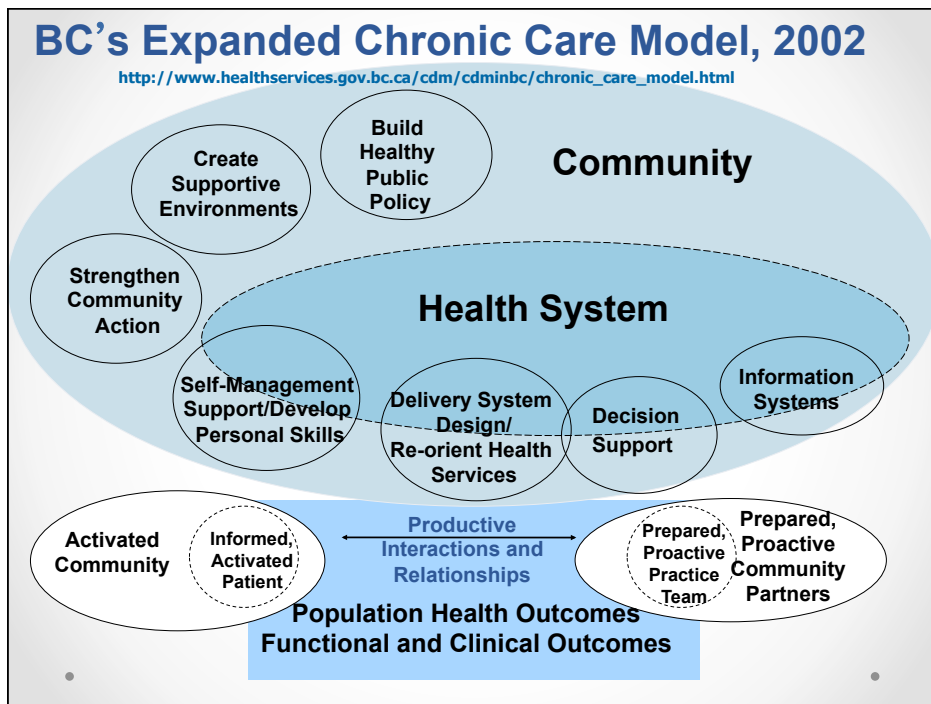 BC’s Expanded Chronic Care Model, 2002
http://www.healthservices.gov.bc.ca/cdm/cdminbc/chronic_care_model.html
Build
Healthy
Public
Policy
Create
Supportive
Environments
Community
Strengthen
Community
Action
Health System
Self-Management
Support/Develop
Personal Skills
Delivery System
Design/
Re-orient Health
Services
Decision
Support
Information
Systems
Activated
Community
Informed,
Activated
Patient
Productive
Interactions and
Relationships
Prepared,
Proactive
Practice
Team
Prepared,
Proactive
Community
Partners
Population Health Outcomes
Functional and Clinical Outcomes